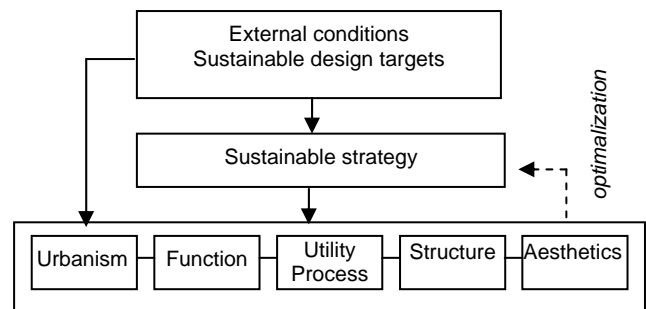 External conditions
Sustainable design targets
Sustainable strategy
optimalization
Urbanism
Function
Utility
Process
Structure
Aesthetics